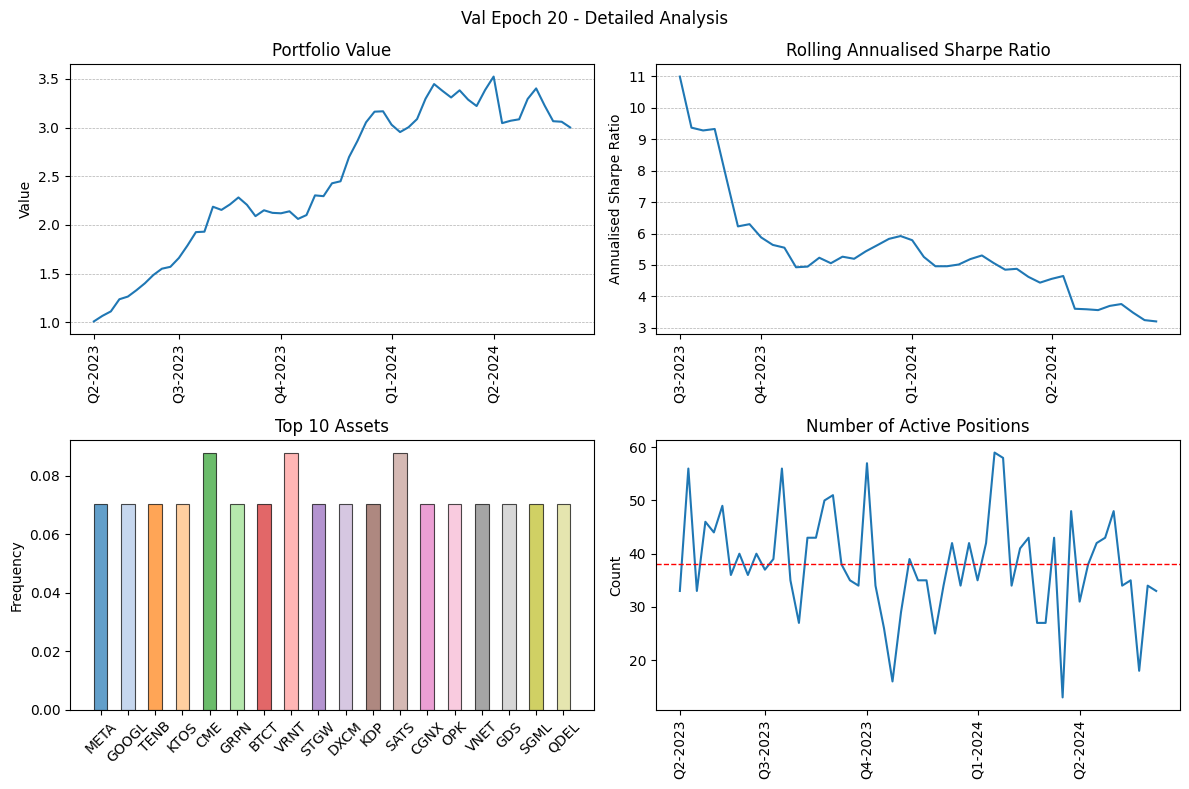 Val Epoch 20 - Detailed Analysis
Portfolio Value
Value
3.5
3.0
2.5
2.0
1.5
1.0
Q2-2023
Q3-2023
Q4-2023
Q1-2024
Q2-2024
Rolling Annualised Sharpe Ratio
Annualised Sharpe Ratio
11
10
9
8
7
6
5
4
3
Q3-2023
Q4-2023
Q1-2024
Q2-2024
Top 10 Assets
Frequency
0.08
0.06
0.04
0.02
0.00
META
GOOGL
TENB
KTOS
CME
GRPN
BTCT
VRNT
STGW
DXCM
KDP
SATS
CGNX
OPK
VNET
GDS
SGML
QDEL
Number of Active Positions
Count
60
50
40
30
20
Q2-2023
Q3-2023
Q4-2023
Q1-2024
Q2-2024